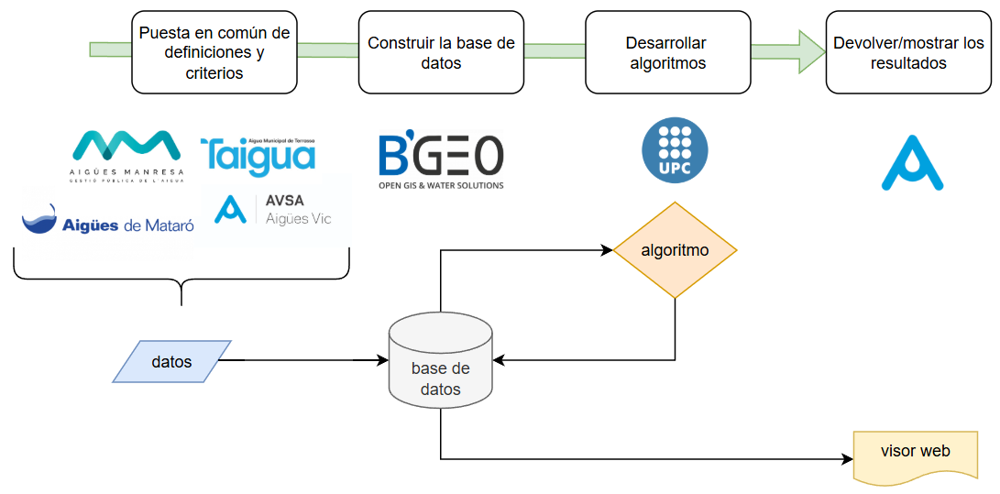 Puesta en común de
definiciones y
criterios
Construir la base de
datos
Desarrollar
algoritmos
Devolver/mostrar los
resultados
AIGÜES MANRESA
GESTIÓ PÚBLICA DE L'AIGUA
Aigua Municipal de Terrassa
Taigua
B'GEO
OPEN GIS & WATER SOLUTIONS
UPC
Aigües de Mataró
AVSA
Aigües Vic
algoritmo
datos
base de
datos
visor web